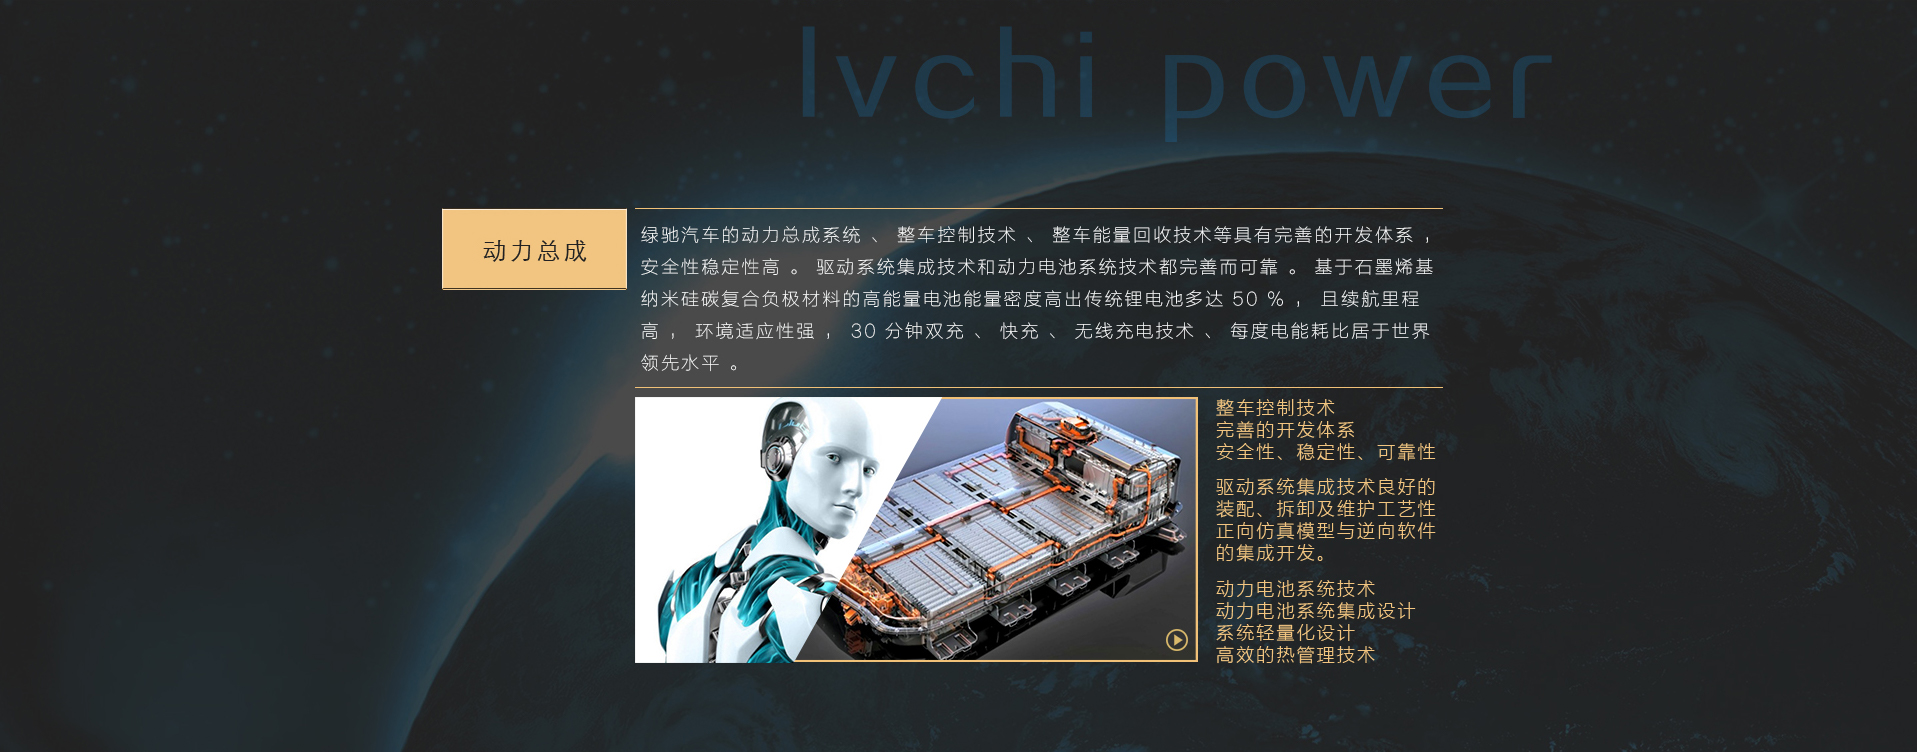 lvchi power
动力总成
绿驰汽车的动力总成系统 、 整车控制技术 、 整车能量回收技术等具有完善的开发体系 ，
安全性稳定性高 。 驱动系统集成技术和动力电池系统技术都完善而可靠 。 基于石墨烯基
纳米硅碳复合负极材料的高能量电池能量密度高出传统锂电池多达 50 % ， 且续航里程
高 ， 环境适应性强 ， 30 分钟双充 、 快充 、 无线充电技术 、 每度电能耗比居于世界
领先水平 。
整车控制技术
完善的开发体系
安全性、稳定性、可靠性
驱动系统集成技术良好的
装配、拆卸及维护工艺性
正向仿真模型与逆向软件
的集成开发。
动力电池系统技术
动力电池系统集成设计
系统轻量化设计
高效的热管理技术